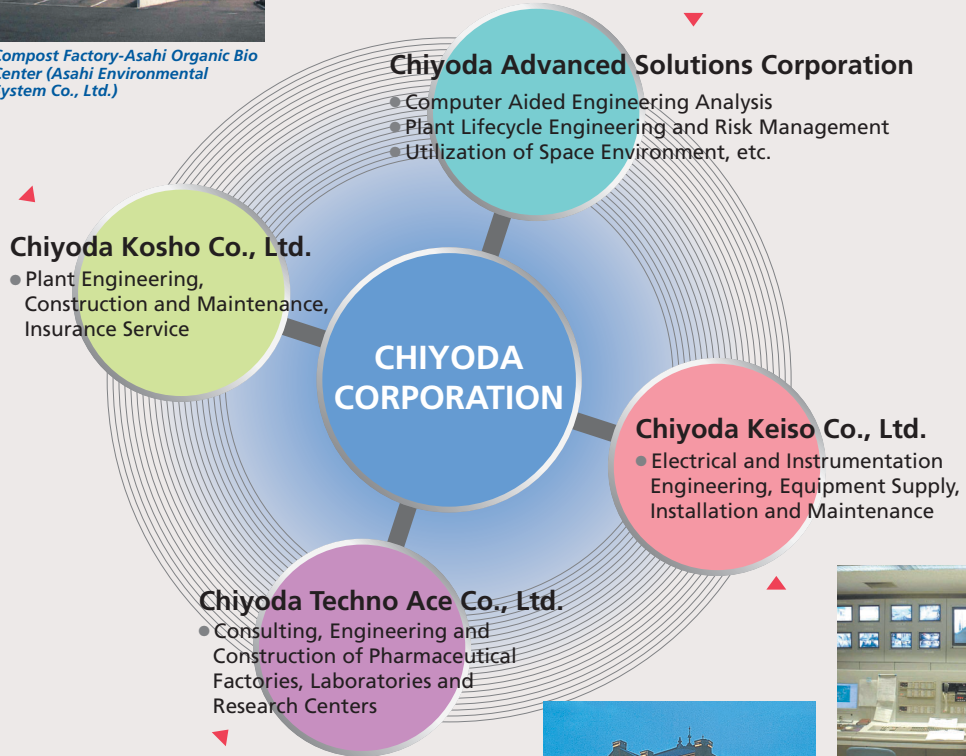 Compost Factory-Asahi Organic Bio
Center (Asahi Environmental
System Co., Ltd.)
Chiyoda Advanced Solutions Corporation
● Computer Aided Engineering Analysis
● Plant Lifecycle Engineering and Risk Management
● Utilization of Space Environment, etc.
Chiyoda Kosho Co., Ltd.
● Plant Engineering,
Construction and Maintenance,
Insurance Service
CHIYODA
CORPORATION
Chiyoda Keiso Co., Ltd.
● Electrical and Instrumentation
Engineering, Equipment Supply,
Installation and Maintenance
Chiyoda Techno Ace Co., Ltd.
● Consulting, Engineering and
Construction of Pharmaceutical
Factories, Laboratories and
Research Centers